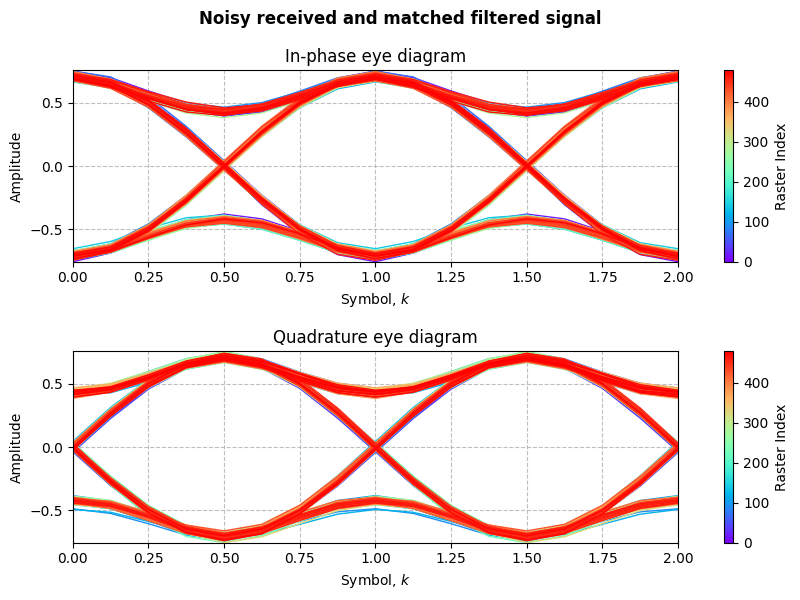 Noisy received and matched filtered signal
In-phase eye diagram
Amplitude
0.5
0.0
−0.5
0.00 0.25 0.50 0.75 1.00 1.25 1.50 1.75 2.00
Symbol, k
400
300
200
100
0
Raster Index
Quadrature eye diagram
Amplitude
0.5
0.0
−0.5
0.00 0.25 0.50 0.75 1.00 1.25 1.50 1.75 2.00
Symbol, k
400
300
200
100
0
Raster Index